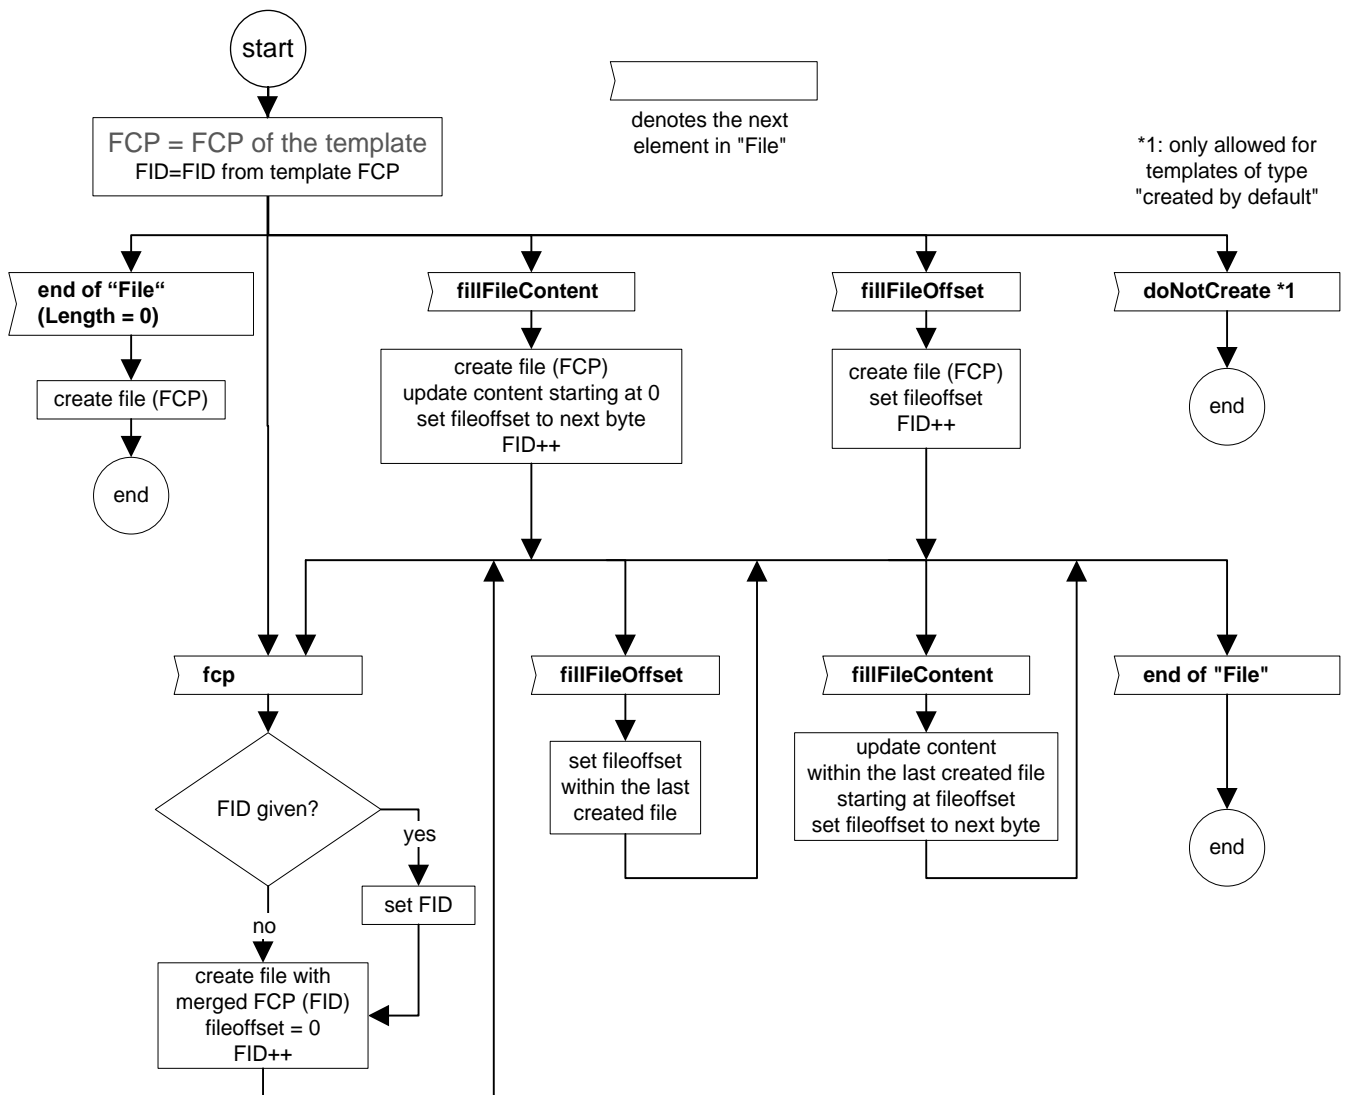 start
denotes the next
element in "File"
*1: only allowed for
templates of type
"created by default"
FCP = FCP of the template
FID=FID from template FCP
end of “File“
(Length = 0)
fillFileContent
fillFileOffset
doNotCreate *1
create file (FCP)
end
create file (FCP)
update content starting at 0
set fileoffset to next byte
FID++
create file (FCP)
set fileoffset
FID++
end
fcp
fillFileOffset
fillFileContent
end of "File"
FID given?
yes
set FID
no
create file with
merged FCP (FID)
fileoffset = 0
FID++
set fileoffset
within the last
created file
update content
within the last created file
starting at fileoffset
set fileoffset to next byte
end